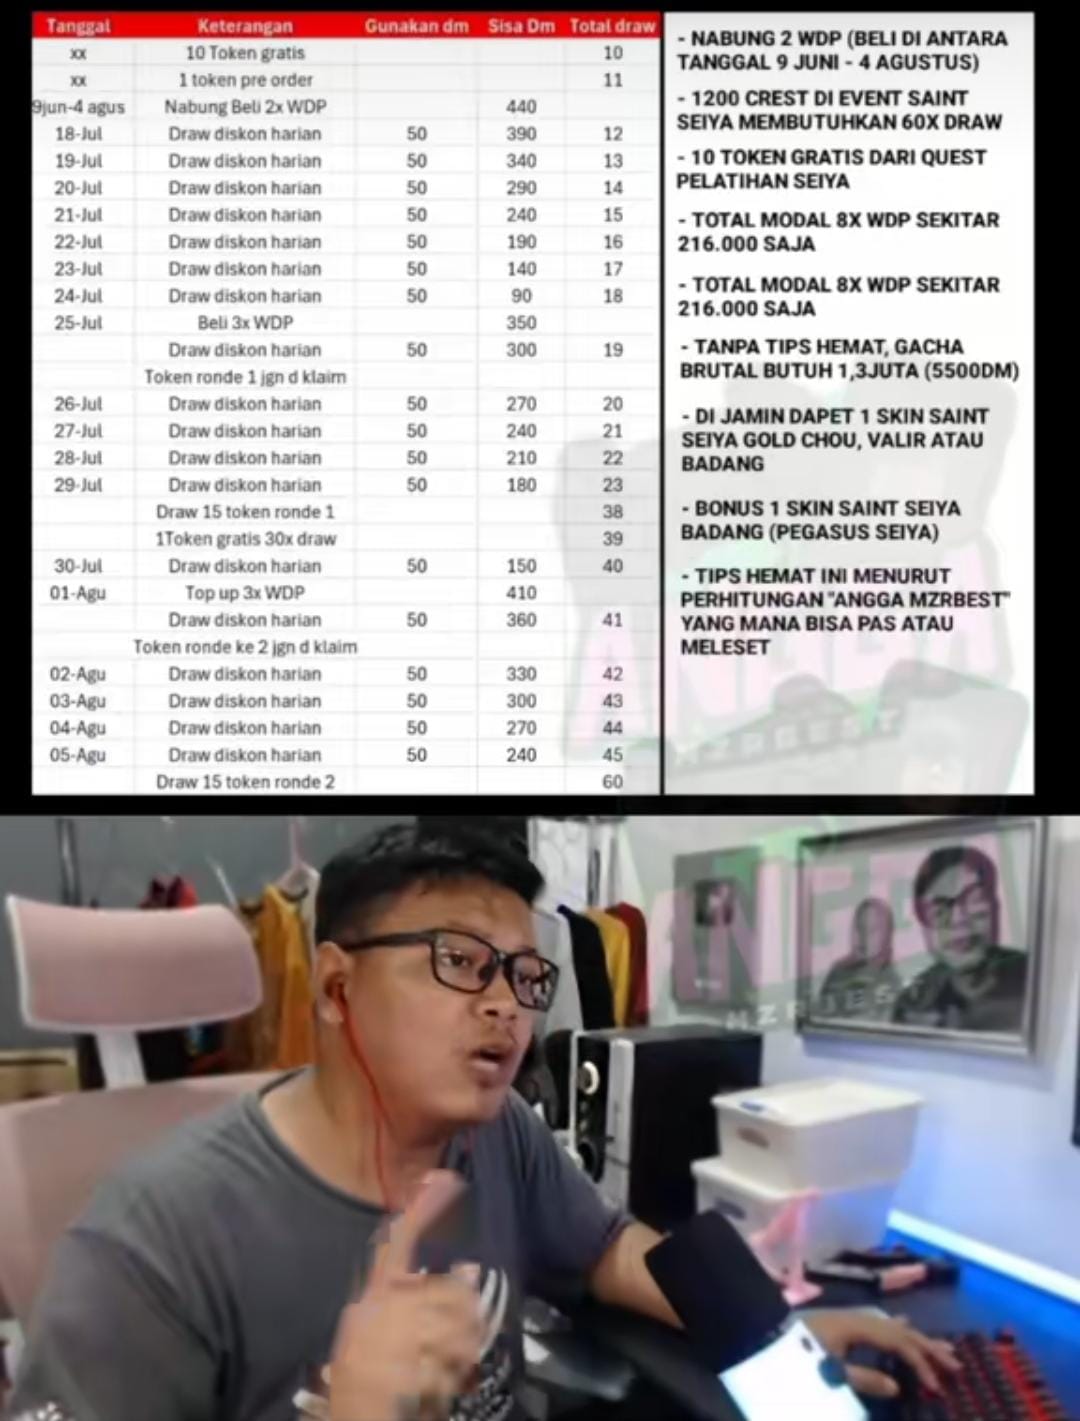 Tanggal Keterangan Gunakan dm Sisa Dm Total draw
xx 10 Token gratis 10
xx 1 token pre order 11
9jun-4 agus Nabung Beli 2x WDP 440
18-Jul Draw diskon harian 50 390 12
19-Jul Draw diskon harian 50 340 13
20-Jul Draw diskon harian 50 290 14
21-Jul Draw diskon harian 50 240 15
22-Jul Draw diskon harian 50 190 16
23-Jul Draw diskon harian 50 140 17
24-Jul Draw diskon harian 50 90 18
25-Jul Beli 3x WDP 350
Draw diskon harian 50 300 19
Token ronde 1 jgn d klaim
26-Jul Draw diskon harian 50 270 20
27-Jul Draw diskon harian 50 240 21
28-Jul Draw diskon harian 50 210 22
29-Jul Draw diskon harian 50 180 23
Draw 15 token ronde 1 38
1Token gratis 30x draw 39
30-Jul Draw diskon harian 50 150 40
01-Agu Top up 3x WDP 410
Draw diskon harian 50 360 41
Token ronde ke 2 jgn d klaim
02-Agu Draw diskon harian 50 330 42
03-Agu Draw diskon harian 50 300 43
04-Agu Draw diskon harian 50 270 44
05-Agu Draw diskon harian 50 240 45
Draw 15 token ronde 2 60
- NABUNG 2 WDP (BELI DI ANTARA
TANGGAL 9 JUNI - 4 AGUSTUS)
- 1200 CREST DI EVENT SAINT
SEIYA MEMBUTUHKAN 60X DRAW
- 10 TOKEN GRATIS DARI QUEST
PELATIHAN SEIYA
- TOTAL MODAL 8X WDP SEKITAR
216.000 SAJA
- TOTAL MODAL 8X WDP SEKITAR
216.000 SAJA
- TANPA TIPS HEMAT, GACHA
BRUTAL BUTUH 1,3JUTA (5500DM)
- DI JAMIN DAPET 1 SKIN SAINT
SEIYA GOLD CHOU, VALIR ATAU
BADANG
- BONUS 1 SKIN SAINT SEIYA
BADANG (PEGASUS SEIYA)
- TIPS HEMAT INI MENURUT
PERHITUNGAN "ANGGA MZRBEST"
YANG MANA BISA PAS ATAU
MELESET
ANGGA
MZRBEST
ANGGA
MZRBEST